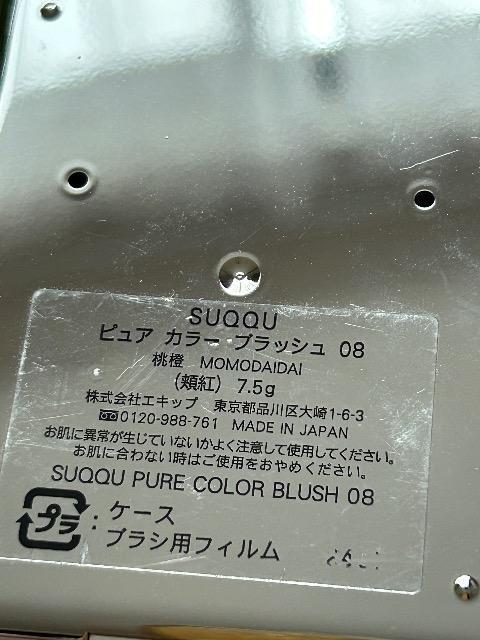 SUQQU
ピュア カラー ブラッシュ 08
桃橙 MOMODAIDAI
(頬紅) 7.5g
株式会社エキップ 東京都品川区大崎1-6-3
0120-988-761 MADE IN JAPAN
お肌に異常が生じていないかよく注意して使用してください。
お肌に合わない時はご使用をおやめください。
SUQQU PURE COLOR BLUSH 08
プラ : ケース
ブラシ用フィルム